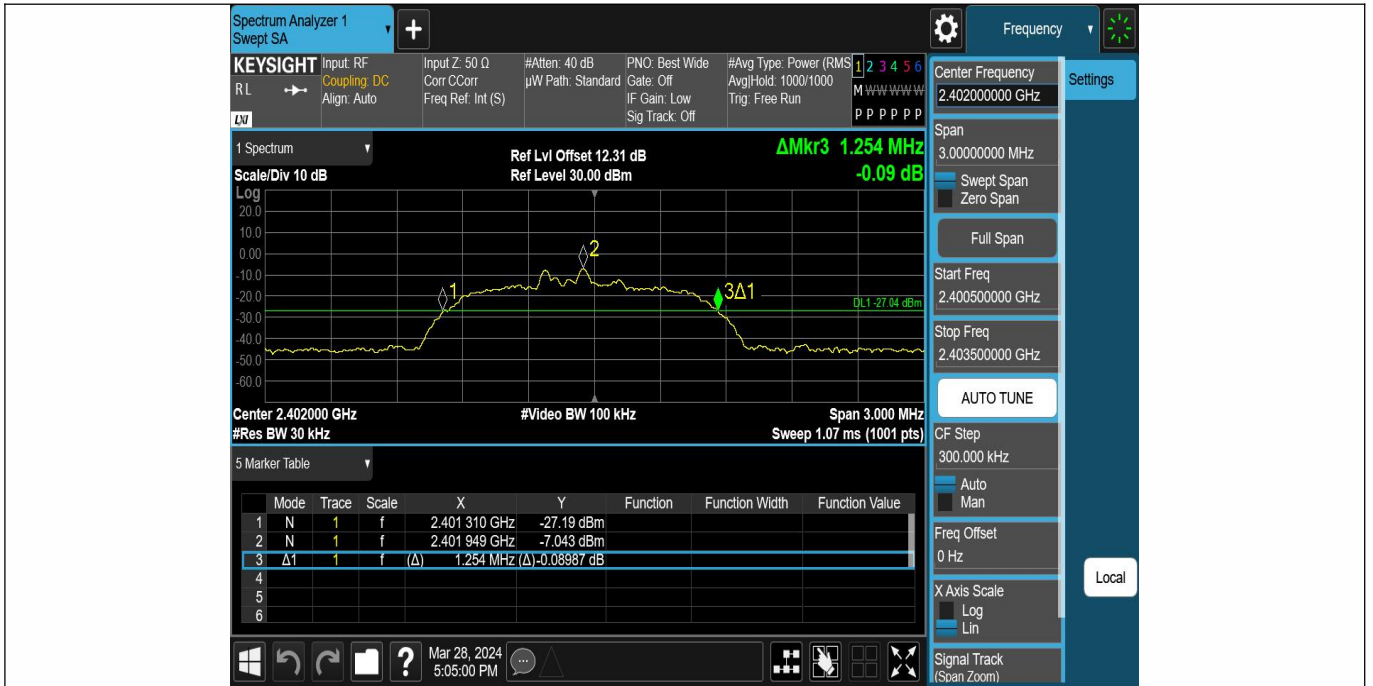 Spectrum Analyzer 1
Swept SA
+
Frequency
KEYSIGHT
RL
LXI
Input: RF
Coupling: DC
Align: Auto
Input Z: 50 Ω
Corr CCorr
Freq Ref: Int (S)
#Atten: 40 dB
µW Path: Standard
PNO: Best Wide
Gate: Off
IF Gain: Low
Sig Track: Off
#Avg Type: Power (RMS
Avg|Hold: 1000/1000
Trig: Free Run
1 2 3 4 5 6
M W W W W W
P P P P P P
1 Spectrum
Scale/Div 10 dB
Ref Lvl Offset 12.31 dB
Ref Level 30.00 dBm
ΔMkr3 1.254 MHz
-0.09 dB
Log
20.0
10.0
0.00
-10.0
-20.0
-30.0
-40.0
-50.0
-60.0
1
2
3Δ1
DL1 -27.04 dBm
Center 2.402000 GHz
#Video BW 100 kHz
Span 3.000 MHz
#Res BW 30 kHz
Sweep 1.07 ms (1001 pts)
5 Marker Table
Mode Trace Scale X Y Function Function Width Function Value
1 N 1 f 2.401 310 GHz -27.19 dBm
2 N 1 f 2.401 949 GHz -7.043 dBm
3 Δ1 1 f (Δ) 1.254 MHz (Δ) -0.08987 dB
4
5
6
?
Mar 28, 2024
5:05:00 PM
Center Frequency
2.402000000 GHz
Settings
Span
3.00000000 MHz
Swept Span
Zero Span
Full Span
Start Freq
2.400500000 GHz
Stop Freq
2.403500000 GHz
AUTO TUNE
CF Step
300.000 kHz
Auto
Man
Freq Offset
0 Hz
X Axis Scale
Log
Lin
Local
Signal Track
(Span Zoom)